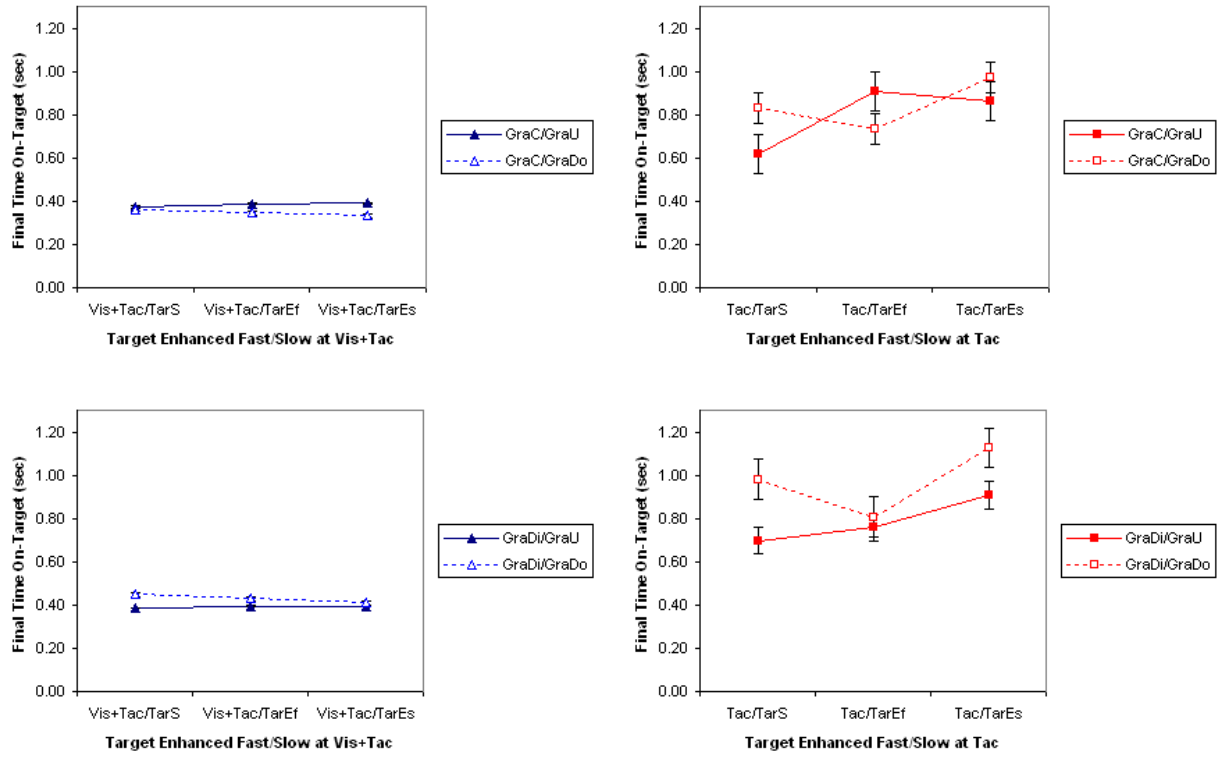 Final Time On-Target (sec)
1.20
1.00
0.80
0.60
0.40
0.20
0.00
Vis+Tac/TarS
Vis+Tac/TarEf
Vis+Tac/TarEs
Target Enhanced Fast/Slow at Vis+Tac
GraC/GraU
GraC/GraDo
Final Time On-Target (sec)
1.20
1.00
0.80
0.60
0.40
0.20
0.00
Tac/TarS
Tac/TarEf
Tac/TarEs
Target Enhanced Fast/Slow at Tac
GraC/GraU
GraC/GraDo
Final Time On-Target (sec)
1.20
1.00
0.80
0.60
0.40
0.20
0.00
Vis+Tac/TarS
Vis+Tac/TarEf
Vis+Tac/TarEs
Target Enhanced Fast/Slow at Vis+Tac
GraDi/GraU
GraDi/GraDo
Final Time On-Target (sec)
1.20
1.00
0.80
0.60
0.40
0.20
0.00
Tac/TarS
Tac/TarEf
Tac/TarEs
Target Enhanced Fast/Slow at Tac
GraDi/GraU
GraDi/GraDo